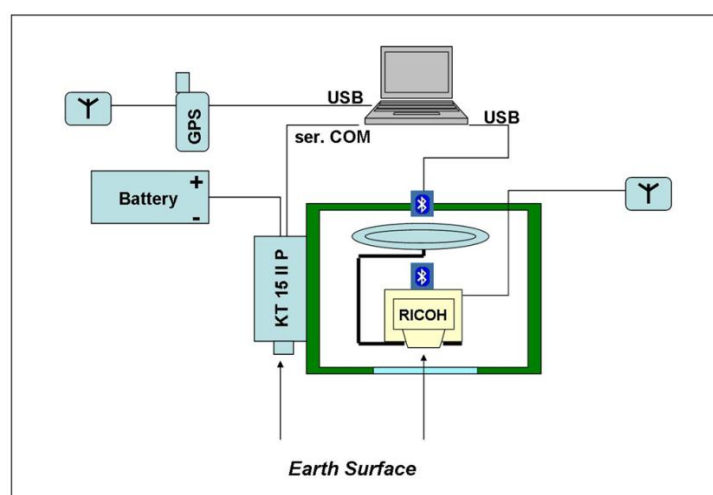 USB
USB
GPS
ser. COM
Battery
+
-
KT 15 II P
RICOH
Earth Surface